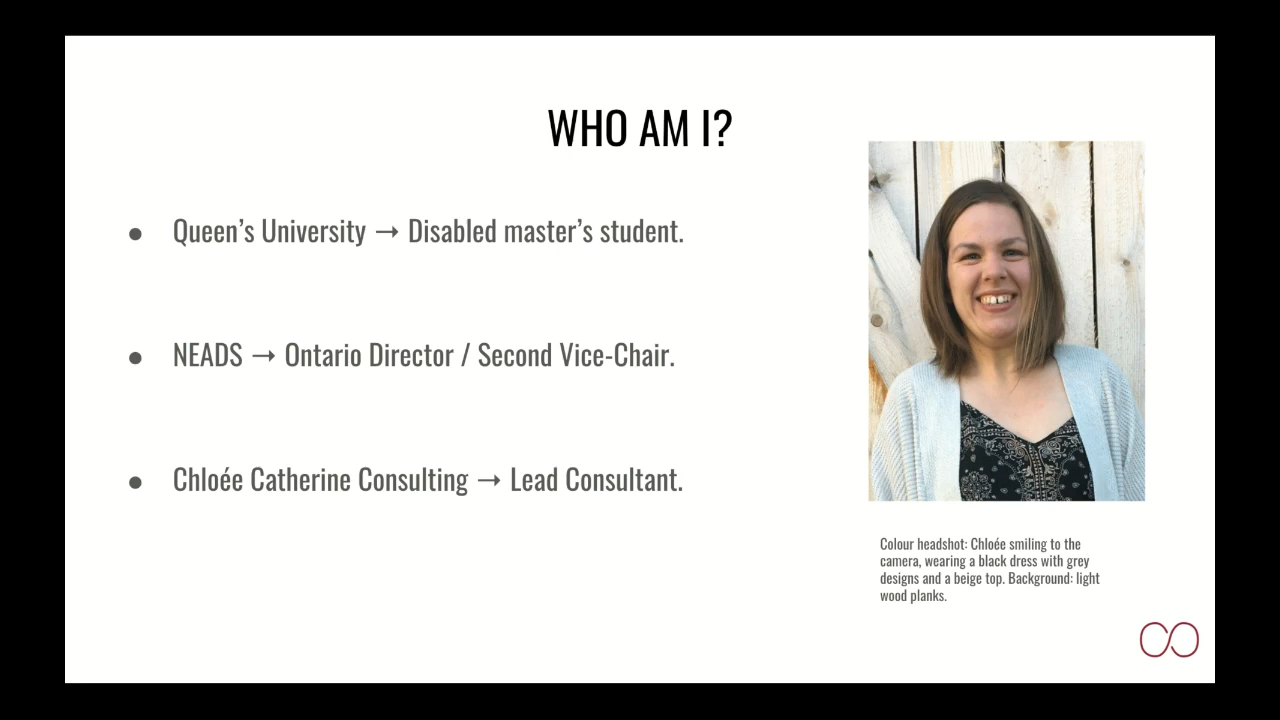 WHO AM I?
● Queen’s University → Disabled master’s student.
● NEADS → Ontario Director / Second Vice-Chair.
● Chloée Catherine Consulting → Lead Consultant.
Colour headshot: Chloée smiling to the
camera, wearing a black dress with grey
designs and a beige top. Background: light
wood planks.